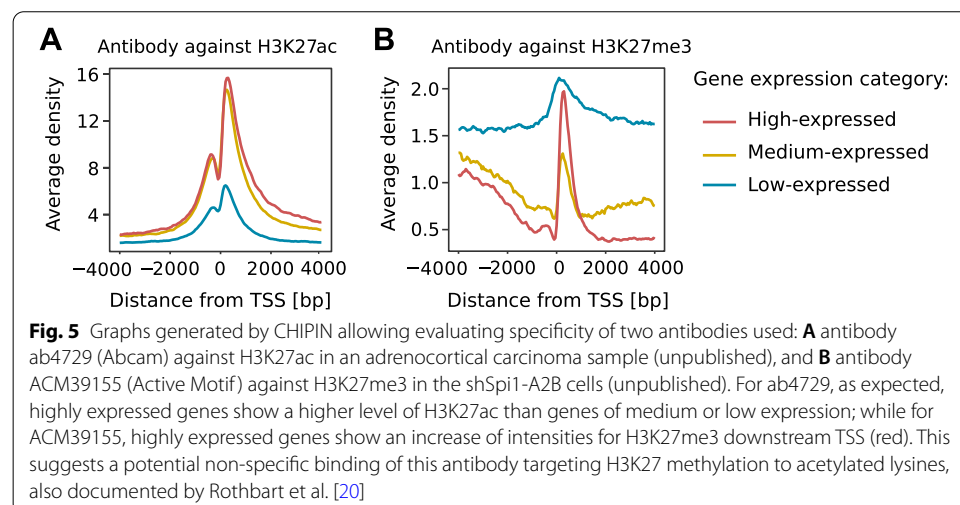 A
Antibody against H3K27ac
Average density
16
12
8
4
−4000 −2000 0 2000 4000
Distance from TSS [bp]
B
Antibody against H3K27me3
Average density
2.0
1.5
1.0
0.5
−4000 −2000 0 2000 4000
Distance from TSS [bp]
Gene expression category:
High-expressed
Medium-expressed
Low-expressed
Fig. 5 Graphs generated by CHIPIN allowing evaluating specificity of two antibodies used: A antibody
ab4729 (Abcam) against H3K27ac in an adrenocortical carcinoma sample (unpublished), and B antibody
ACM39155 (Active Motif) against H3K27me3 in the shSpi1-A2B cells (unpublished). For ab4729, as expected,
highly expressed genes show a higher level of H3K27ac than genes of medium or low expression; while for
ACM39155, highly expressed genes show an increase of intensities for H3K27me3 downstream TSS (red). This
suggests a potential non-specific binding of this antibody targeting H3K27 methylation to acetylated lysines,
also documented by Rothbart et al. [20]